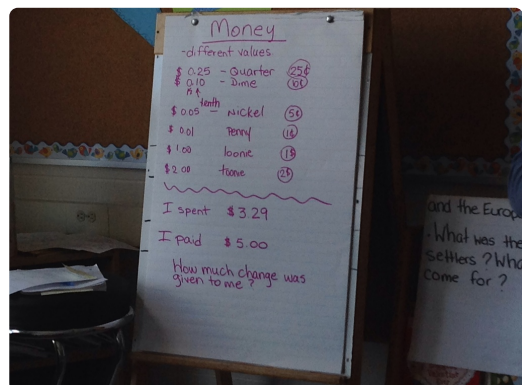 Money
-different values
$ 0.25 - Quarter 25¢
$ 0.10 - Dime 10¢
tenth
$ 0.05 - Nickel 5¢
$ 0.01 Penny 1¢
$ 1.00 loonie 1$
$ 2.00 toonie 2$
I spent $3.29
I paid $5.00
How much change was
given to me?
and the Europ
. What was the
settlers? Wha
come for?